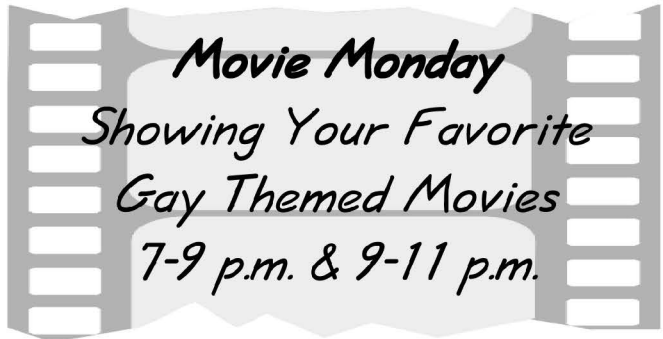 Movie Monday
Showing Your Favorite
Gay Themed Movies
7-9 p.m. & 9-11 p.m.